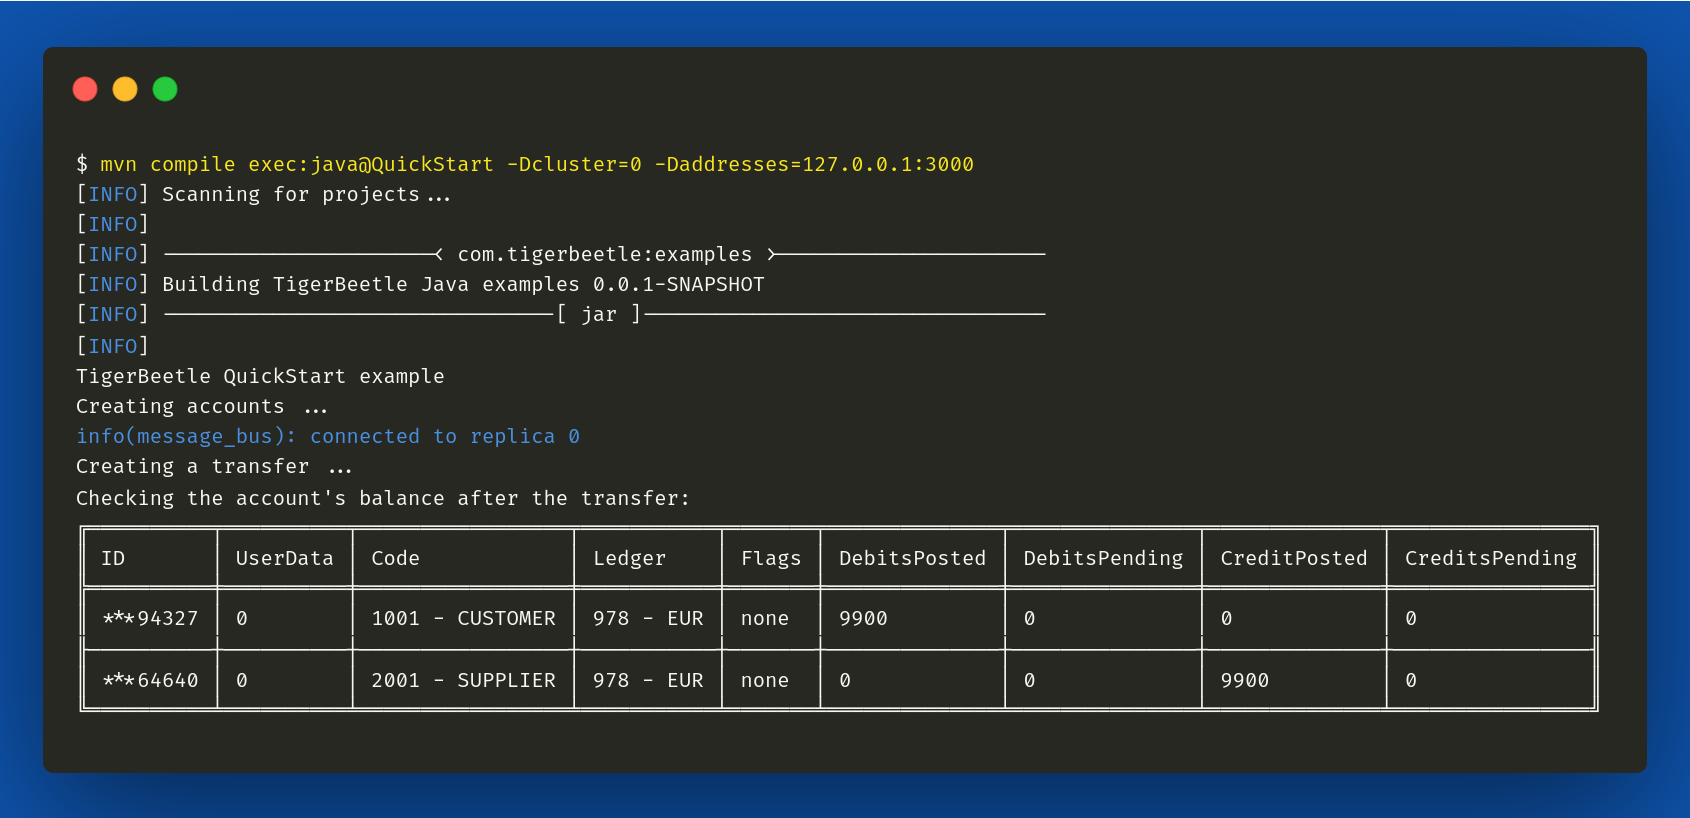 $ mvn compile exec:java@QuickStart -Dcluster=0 -Daddresses=127.0.0.1:3000
[INFO] Scanning for projects...
[INFO]
[INFO] ----------------------< com.tigerbeetle:examples >----------------------
[INFO] Building TigerBeetle Java examples 0.0.1-SNAPSHOT
[INFO] --------------------------------[ jar ]---------------------------------
[INFO]
TigerBeetle QuickStart example
Creating accounts ...
info(message_bus): connected to replica 0
Creating a transfer ...
Checking the account's balance after the transfer:
ID UserData Code Ledger Flags DebitsPosted DebitsPending CreditPosted CreditsPending
***94327 0 1001 - CUSTOMER 978 - EUR none 9900 0 0 0
***64640 0 2001 - SUPPLIER 978 - EUR none 0 0 9900 0